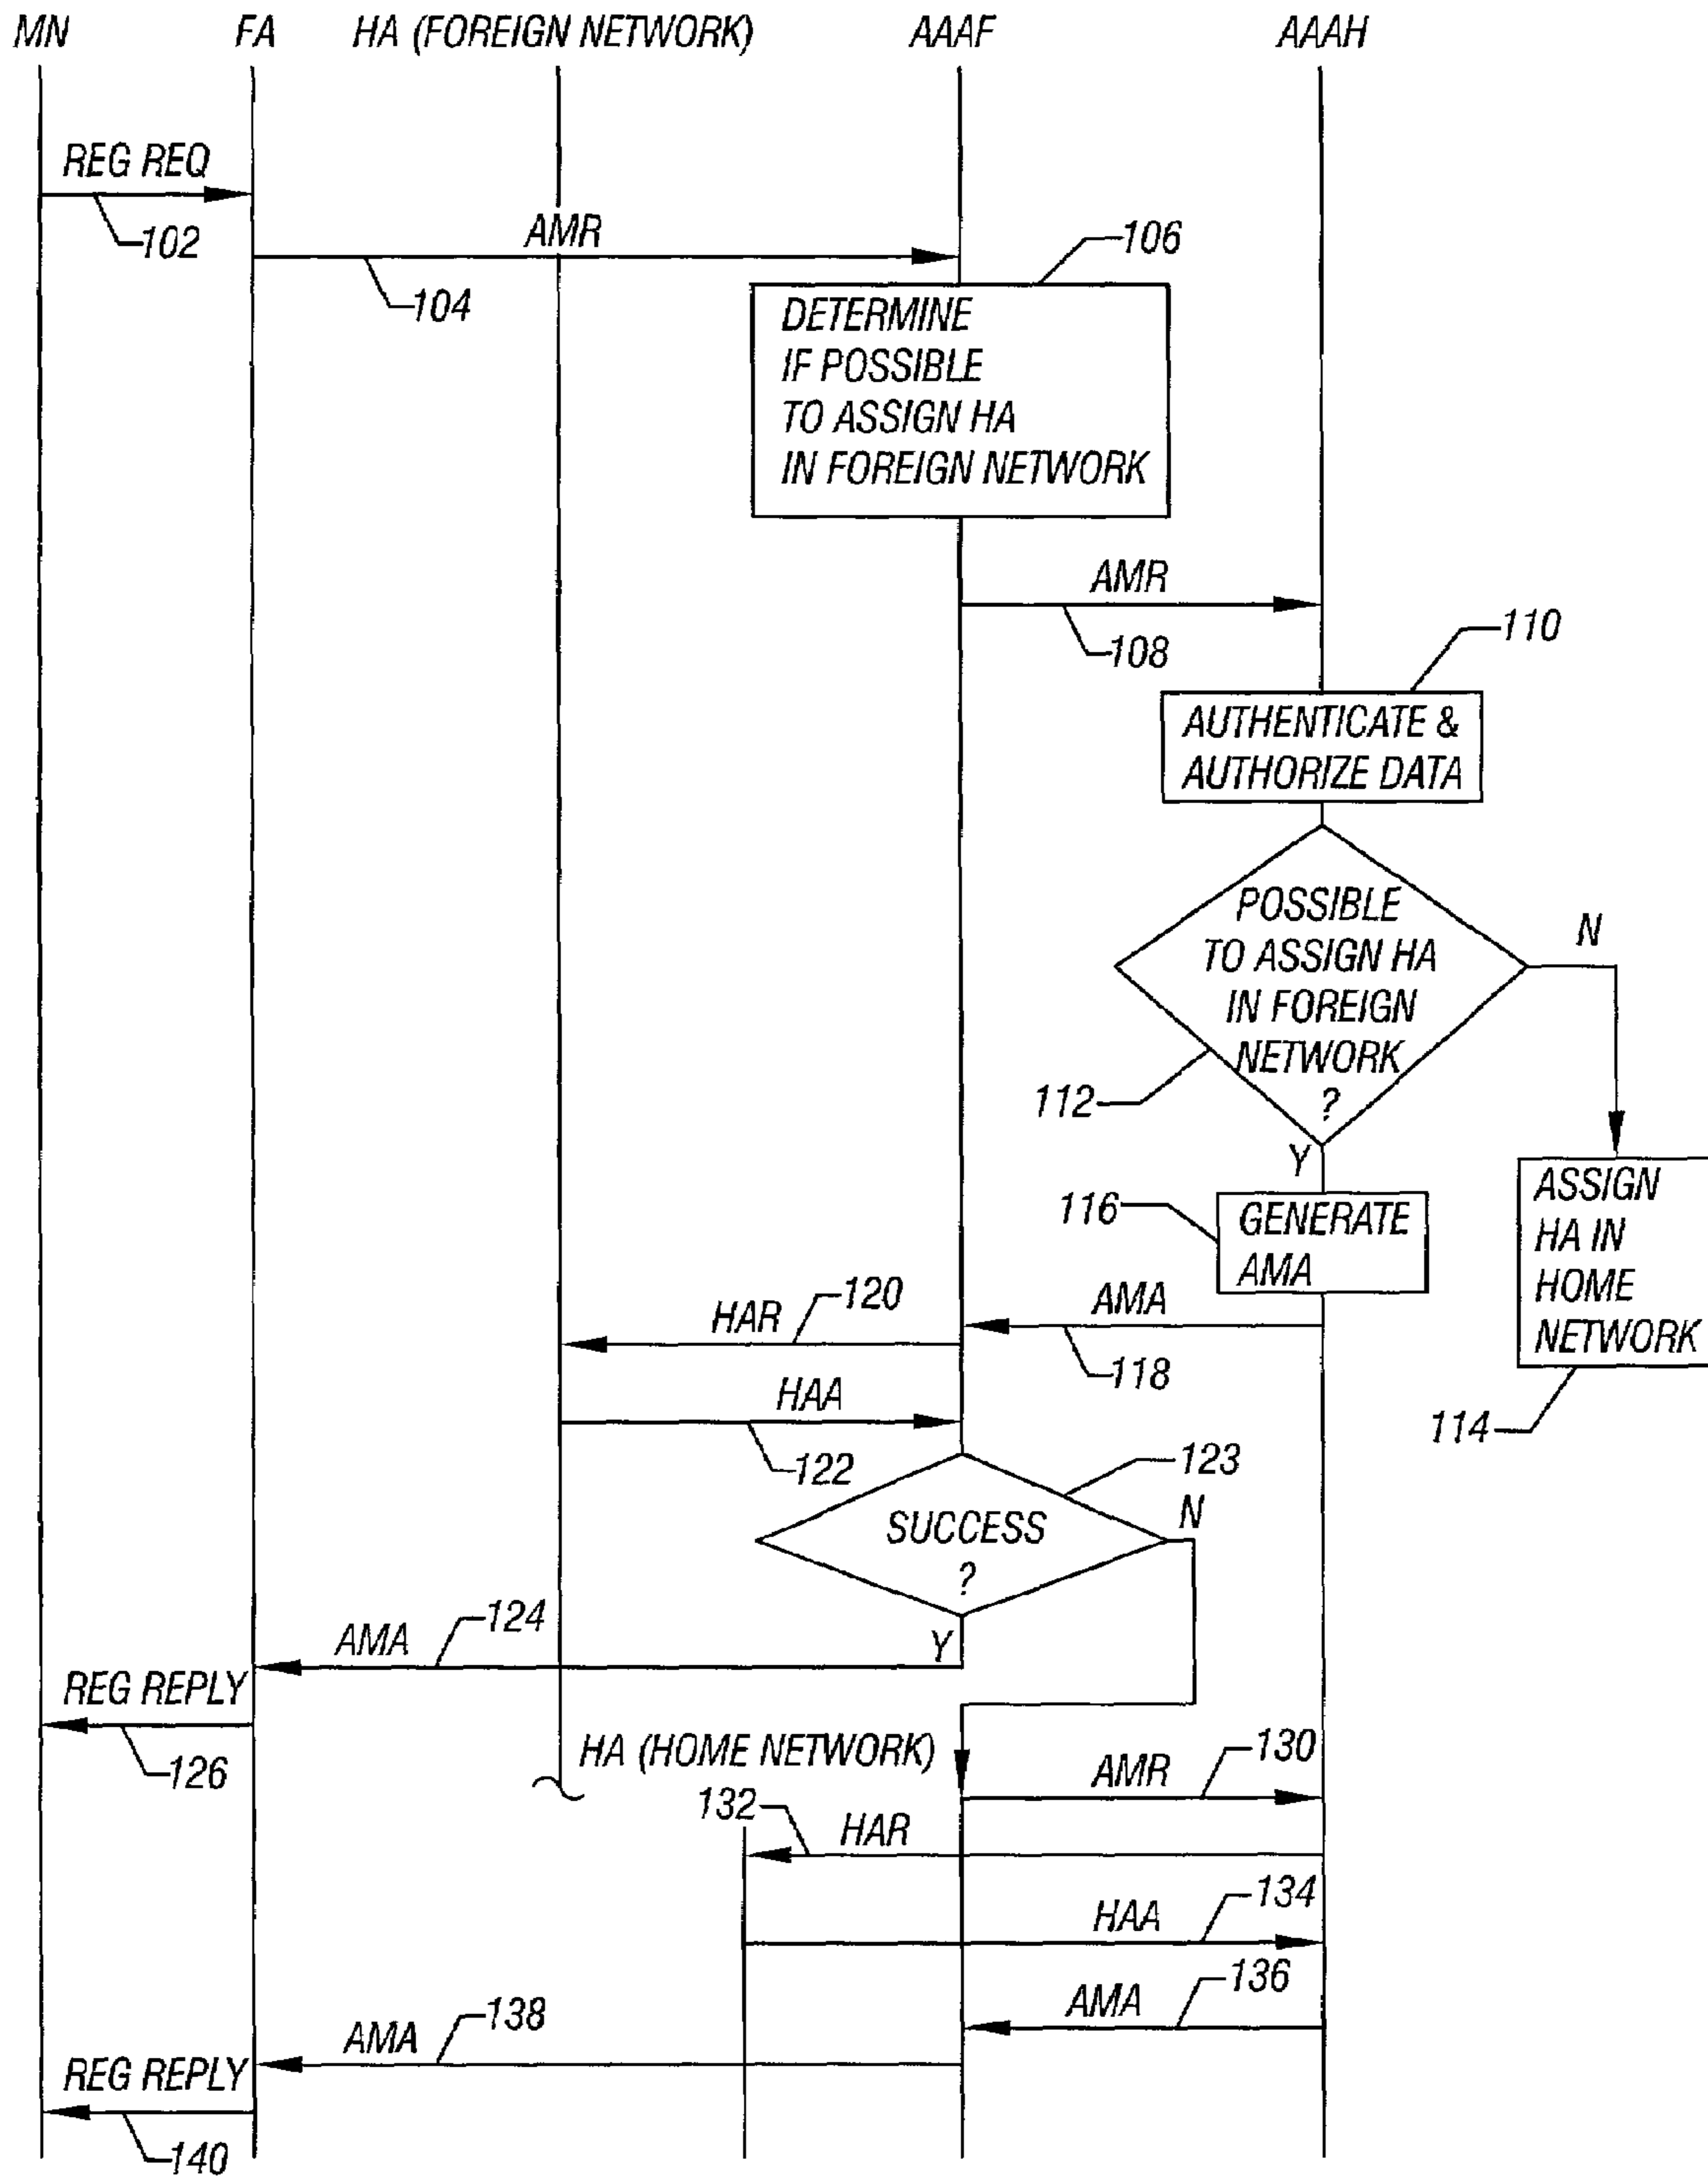 MN FA HA (FOREIGN NETWORK) AAAF AAAH
REG REQ
102
AMR
104
106
DETERMINE
IF POSSIBLE
TO ASSIGN HA
IN FOREIGN NETWORK
AMR
108
110
AUTHENTICATE &
AUTHORIZE DATA
POSSIBLE
TO ASSIGN HA
IN FOREIGN
NETWORK
?
N
112
Y
116
GENERATE
AMA
ASSIGN
HA IN
HOME
NETWORK
114
AMA
118
HAR
120
HAA
122
123
SUCCESS
?
N
Y
AMA
124
REG REPLY
126
HA (HOME NETWORK)
AMR
130
132
HAR
134
HAA
136
AMA
138
AMA
REG REPLY
140